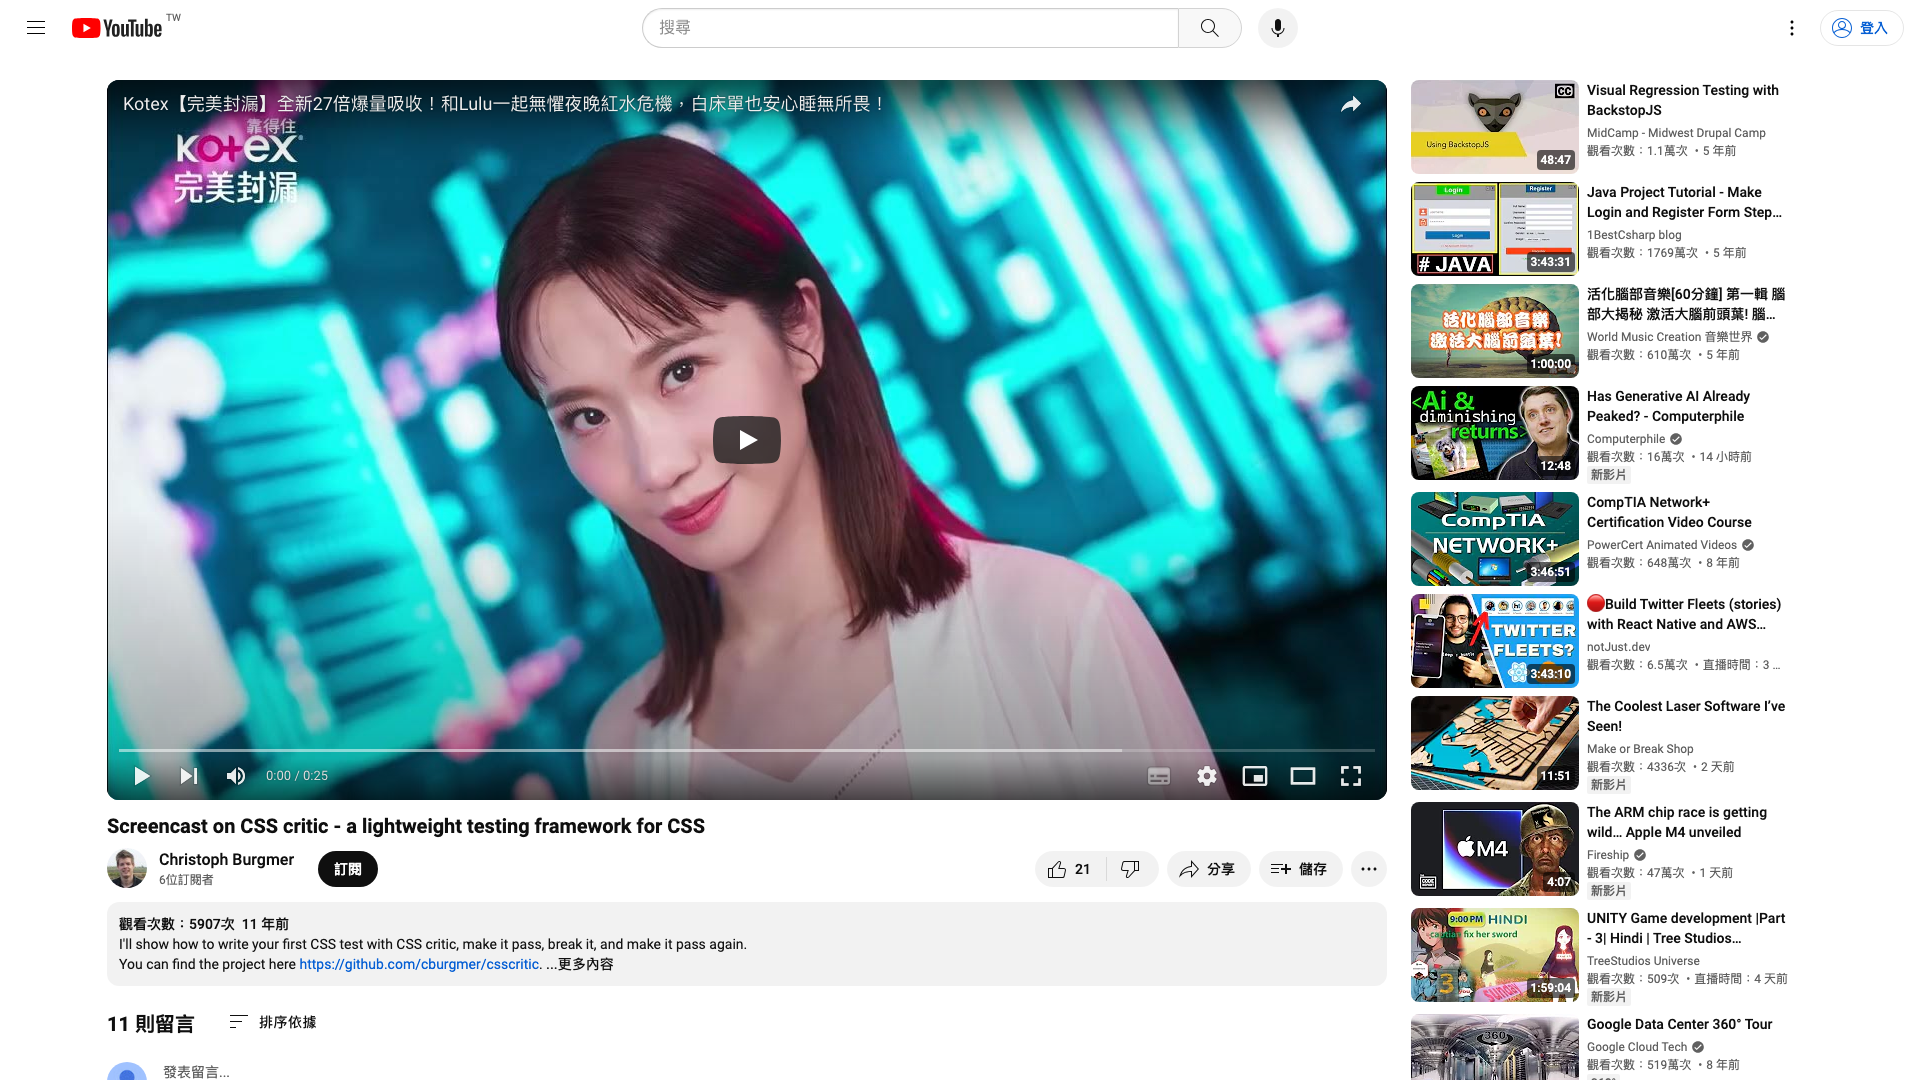 YouTube TW
搜尋
登入
Kotex【完美封漏】全新27倍爆量吸收！和Lulu一起無懼夜晚紅水危機，白床單也安心睡無所畏！
靠得住
Kotex
完美封漏
0:00 / 0:25
Screencast on CSS critic - a lightweight testing framework for CSS
Christoph Burgmer
6位訂閱者
訂閱
21
分享
儲存
觀看次數：5907次 11 年前
I'll show how to write your first CSS test with CSS critic, make it pass, break it, and make it pass again.
You can find the project here https://github.com/cburgmer/csscritic. ...更多內容
11 則留言
排序依據
發表留言...
CC
Using BackstopJS
48:47
Visual Regression Testing with
BackstopJS
MidCamp - Midwest Drupal Camp
觀看次數：1.1萬次 • 5 年前
Login
Register
Login
# JAVA
3:43:31
Java Project Tutorial - Make
Login and Register Form Step...
1BestCsharp blog
觀看次數：1769萬次 • 5 年前
活化腦部音樂
激活大腦前頭葉!
1:00:00
活化腦部音樂[60分鐘] 第一輯 腦
部大揭秘 激活大腦前頭葉! 腦...
World Music Creation 音樂世界
觀看次數：610萬次 • 5 年前
<Ai &
diminishing
returns
12:48
Has Generative AI Already
Peaked? - Computerphile
Computerphile
觀看次數：16萬次 • 14 小時前
新影片
CompTIA
NETWORK+
3:46:51
CompTIA Network+
Certification Video Course
PowerCert Animated Videos
觀看次數：648萬次 • 8 年前
TWITTER
FLEETS?
3:43:10
🔴Build Twitter Fleets (stories)
with React Native and AWS...
notJust.dev
觀看次數：6.5萬次 • 直播時間：3 ...
11:51
The Coolest Laser Software I’ve
Seen!
Make or Break Shop
觀看次數：4336次 • 2 天前
新影片
M4
4:07
The ARM chip race is getting
wild… Apple M4 unveiled
Fireship
觀看次數：47萬次 • 1 天前
新影片
9:00 PM HINDI
captian fix her sword
3
SUNDAY
1:59:04
UNITY Game development |Part
- 3| Hindi | Tree Studios...
TreeStudios Universe
觀看次數：509次 • 直播時間：4 天前
新影片
360
Google Data Center 360° Tour
Google Cloud Tech
觀看次數：519萬次 • 8 年前